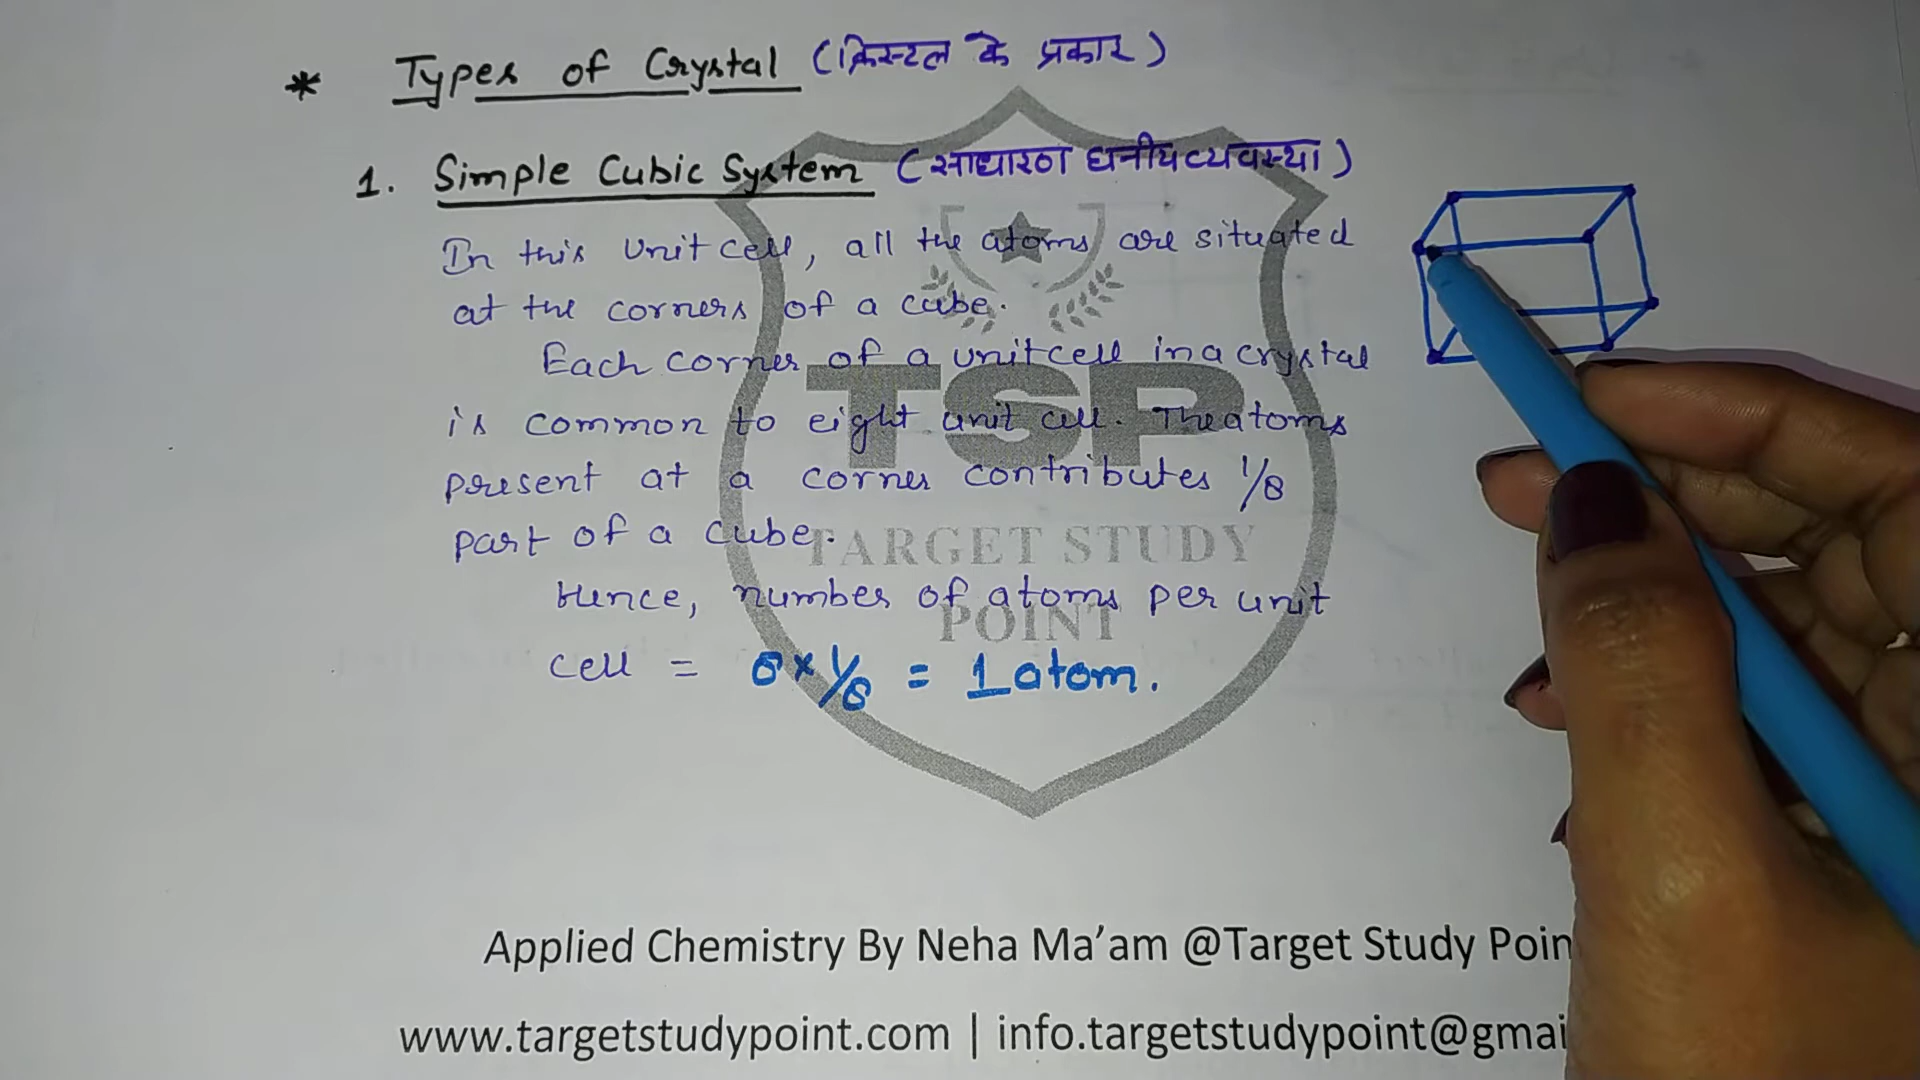 * Types of Crystal (क्रिस्टल के प्रकार)
1. Simple Cubic System (साधारण घनीय व्यवस्था)
In this Unit cell, all the atoms are situated
at the corners of a cube.
Each corner of a unit cell in a crystal
is common to eight unit cell. The atoms
present at a corner contributes 1/8
part of a cube.
Hence, number of atoms per unit
cell = 8 * 1/8 = 1 atom.
TSP
TARGET STUDY
POINT
Applied Chemistry By Neha Ma’am @Target Study Poin
www.targetstudypoint.com | info.targetstudypoint@gmai